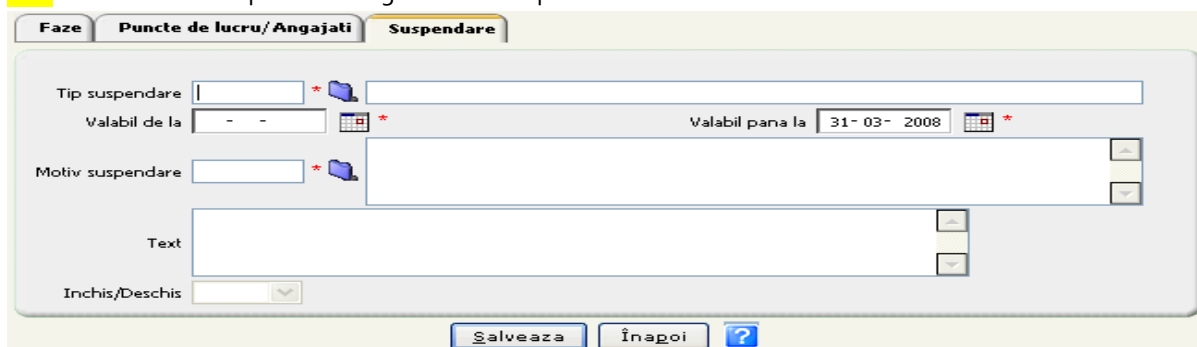 Faze Puncte de lucru/Angajati Suspendare
Tip suspendare *
Valabil de la - - * Valabil pana la 31-03-2008 *
Motiv suspendare *
Text
Inchis/Deschis
Salveaza Înapoi ?